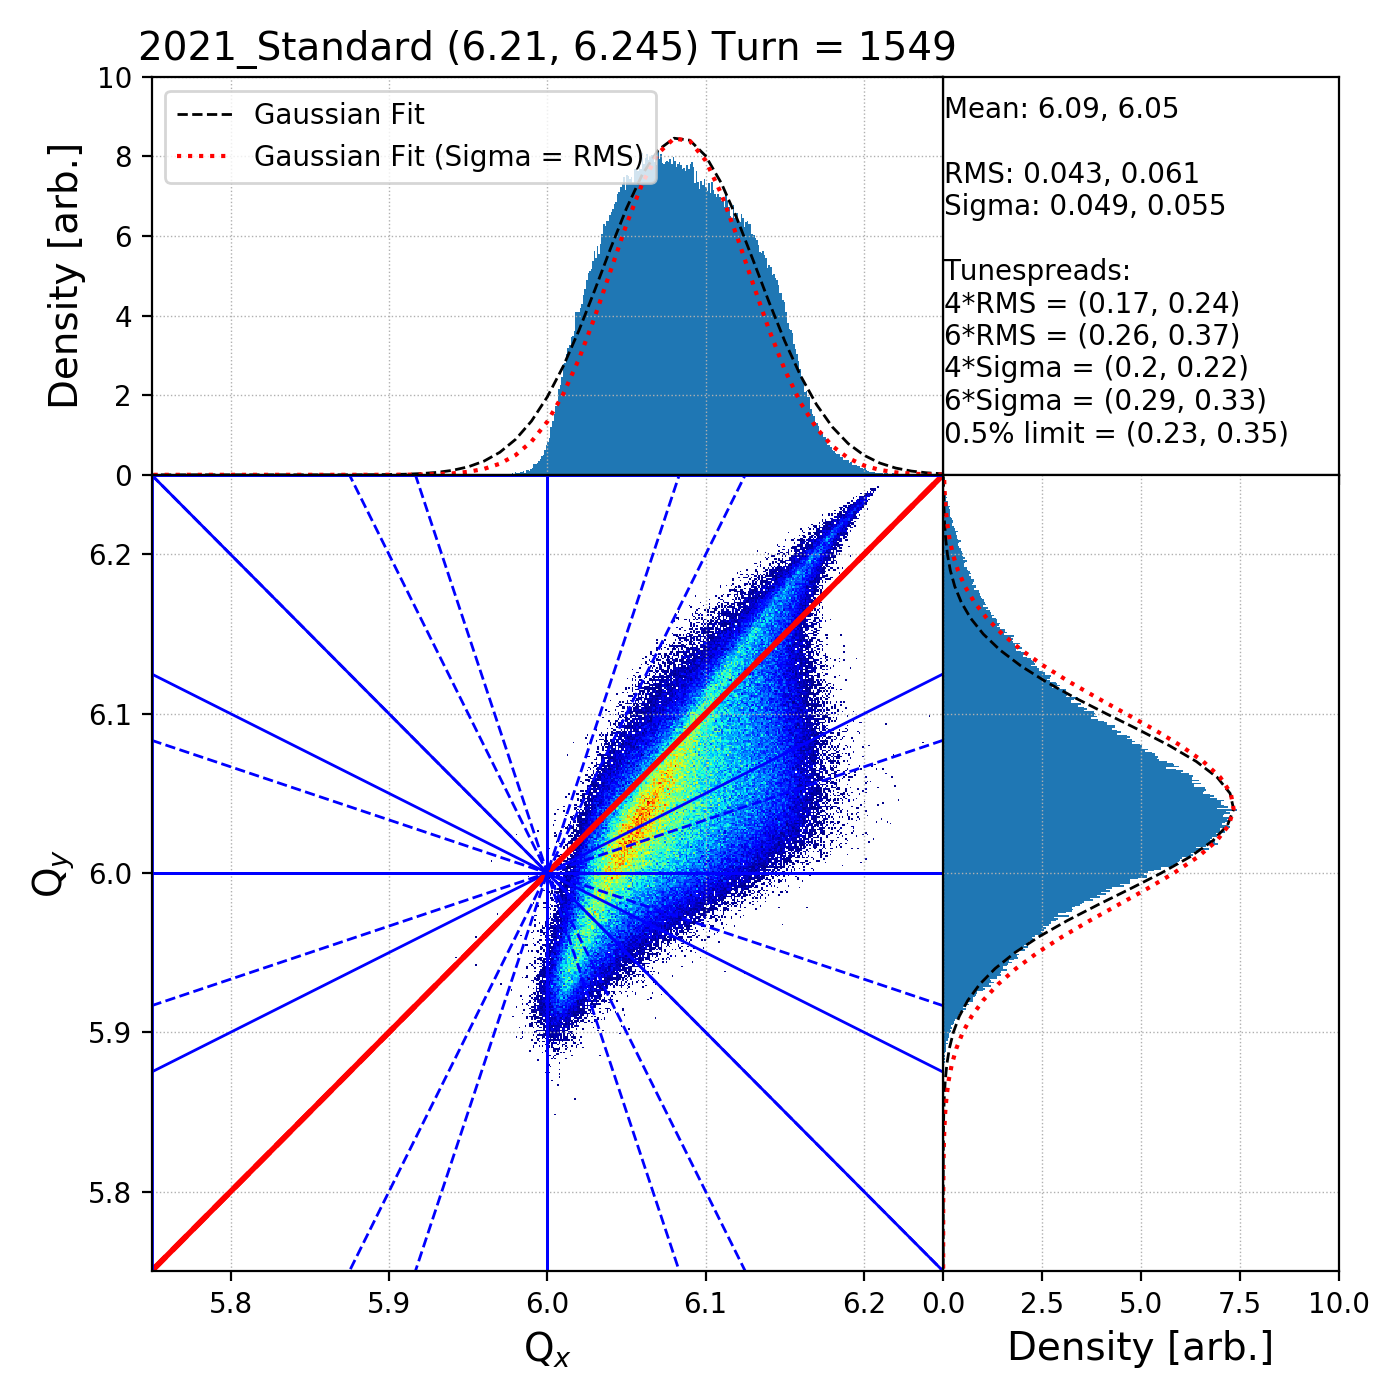 2021_Standard (6.21, 6.245) Turn = 1549
10
8
6
4
2
0
Density [arb.]
Gaussian Fit
Gaussian Fit (Sigma = RMS)
Mean: 6.09, 6.05
RMS: 0.043, 0.061
Sigma: 0.049, 0.055
Tunespreads:
4*RMS = (0.17, 0.24)
6*RMS = (0.26, 0.37)
4*Sigma = (0.2, 0.22)
6*Sigma = (0.29, 0.33)
0.5% limit = (0.23, 0.35)
6.2
6.1
6.0
5.9
5.8
Qy
5.8 5.9 6.0 6.1 6.2
Qx
0.0 2.5 5.0 7.5 10.0
Density [arb.]